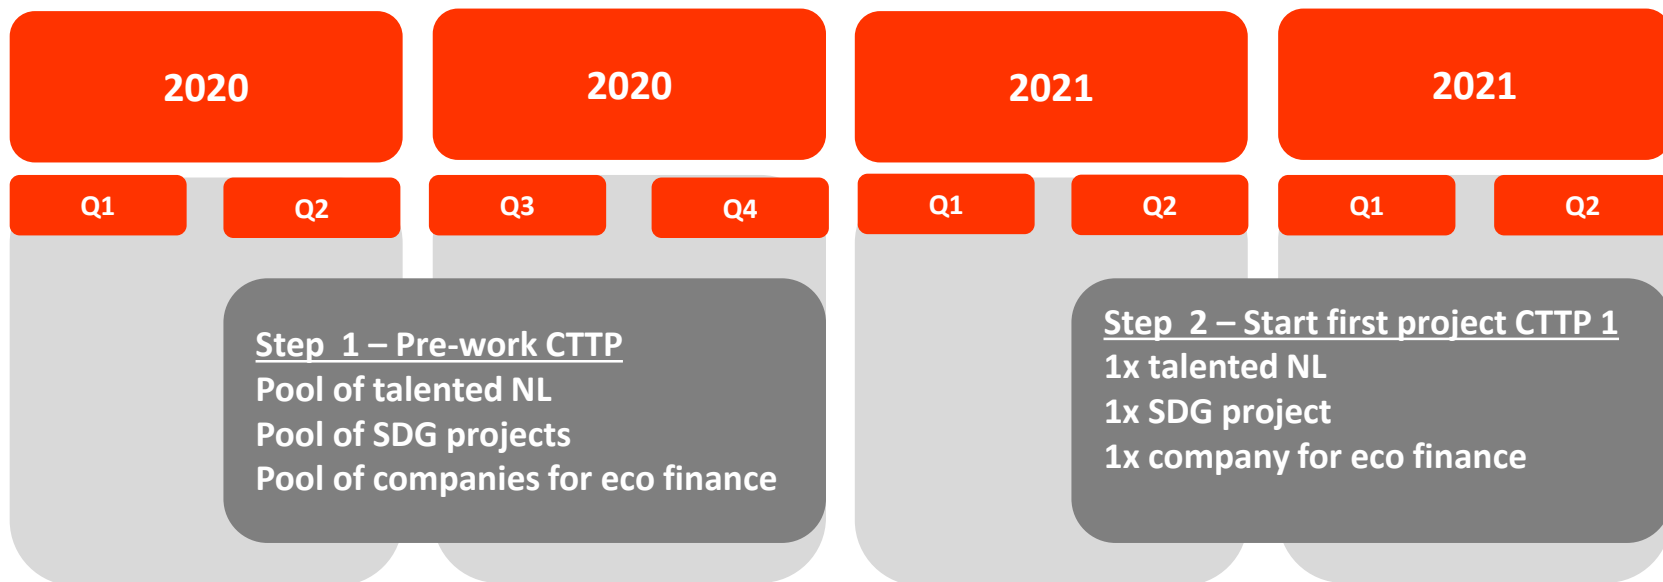 2020
2020
2021
2021
Q1
Q2
Q3
Q4
Q1
Q2
Q1
Q2
Step 1 – Pre-work CTTP
Pool of talented NL
Pool of SDG projects
Pool of companies for eco finance
Step 2 – Start first project CTTP 1
1x talented NL
1x SDG project
1x company for eco finance